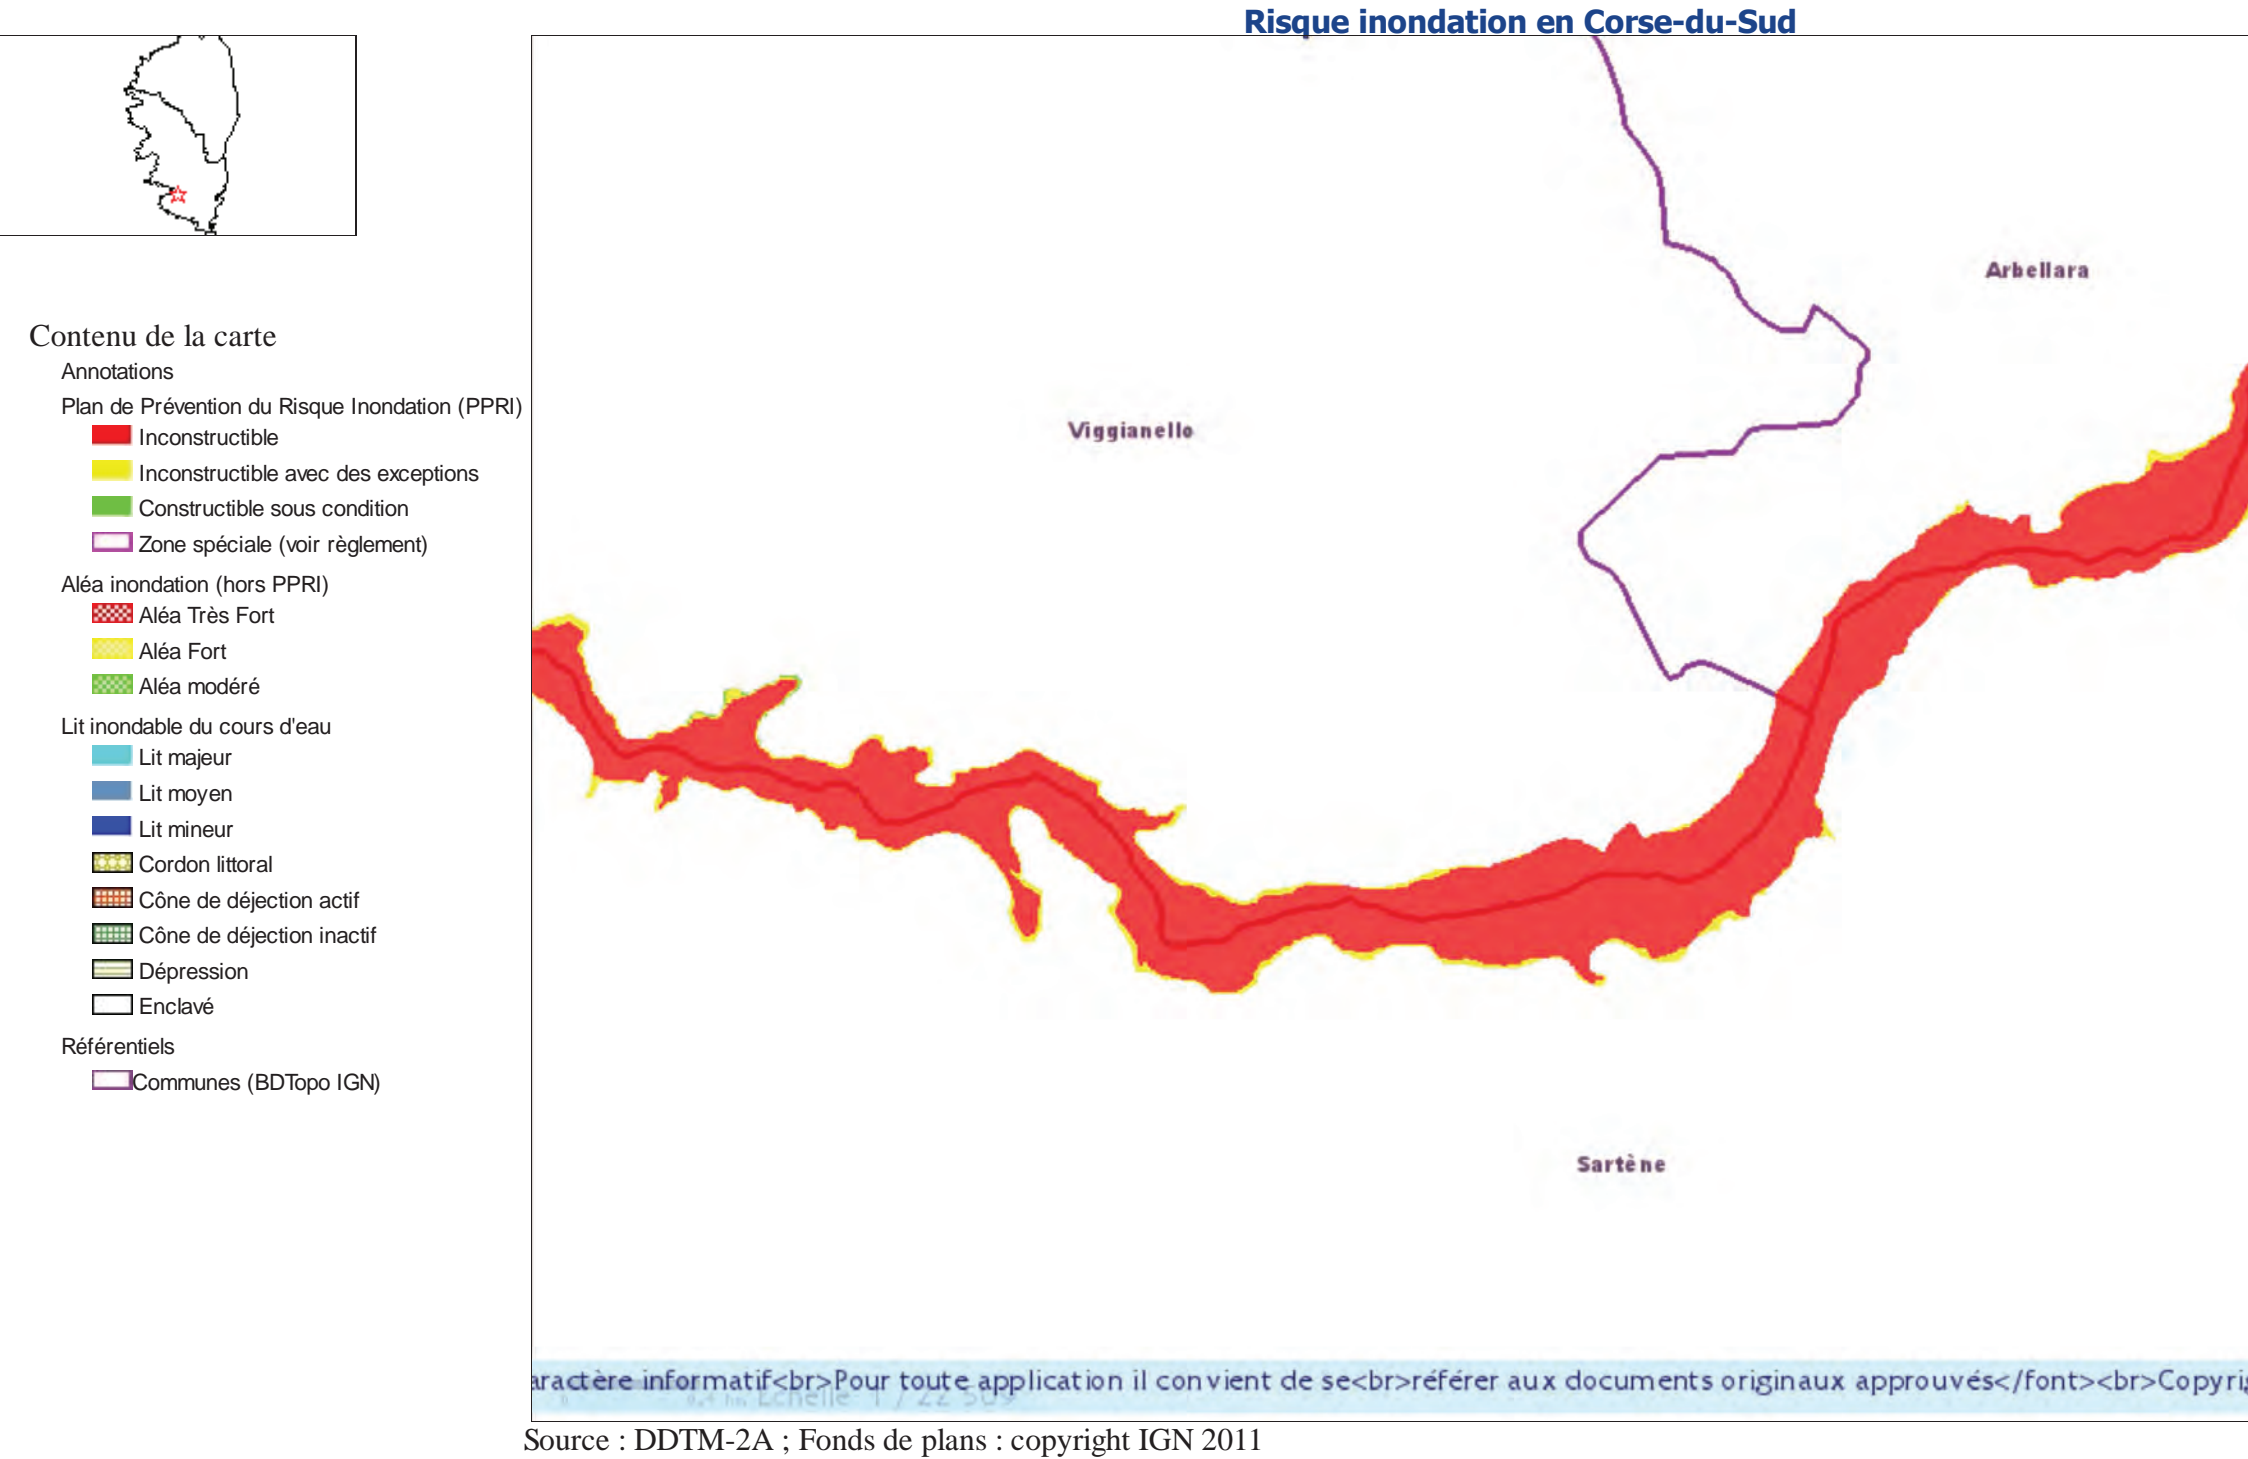 Risque inondation en Corse-du-Sud
Contenu de la carte
Annotations
Plan de Prévention du Risque Inondation (PPRI)
Inconstructible
Inconstructible avec des exceptions
Constructible sous condition
Zone spéciale (voir règlement)
Aléa inondation (hors PPRI)
Aléa Très Fort
Aléa Fort
Aléa modéré
Lit inondable du cours d'eau
Lit majeur
Lit moyen
Lit mineur
Cordon littoral
Cône de déjection actif
Cône de déjection inactif
Dépression
Enclavé
Référentiels
Communes (BDTopo IGN)
Arbellara
Viggianello
Sartène
aractère informatif<br>Pour toute application il convient de se<br>référer aux documents originaux approuvés</font><br>Copyrig
Echelle 1 / 22 509
Source : DDTM-2A ; Fonds de plans : copyright IGN 2011